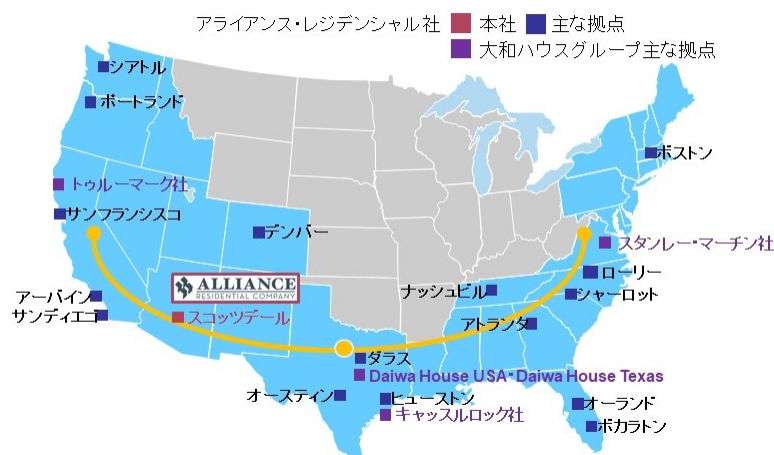 アライアンス・レジデンシャル社 本社 主な拠点
大和ハウスグループ主な拠点
シアトル
ポートランド
ボストン
トゥルーマーク社
サンフランシスコ
デンバー
スタンレー・マーチン社
ローリー
ALLIANCE
RESIDENTIAL COMPANY
ナッシュビル
シャーロット
アーバイン
サンディエゴ
スコッツデール
アトランタ
ダラス
Daiwa House USA・Daiwa House Texas
オースティン
ヒューストン
キャッスルロック社
オーランド
ボカラトン